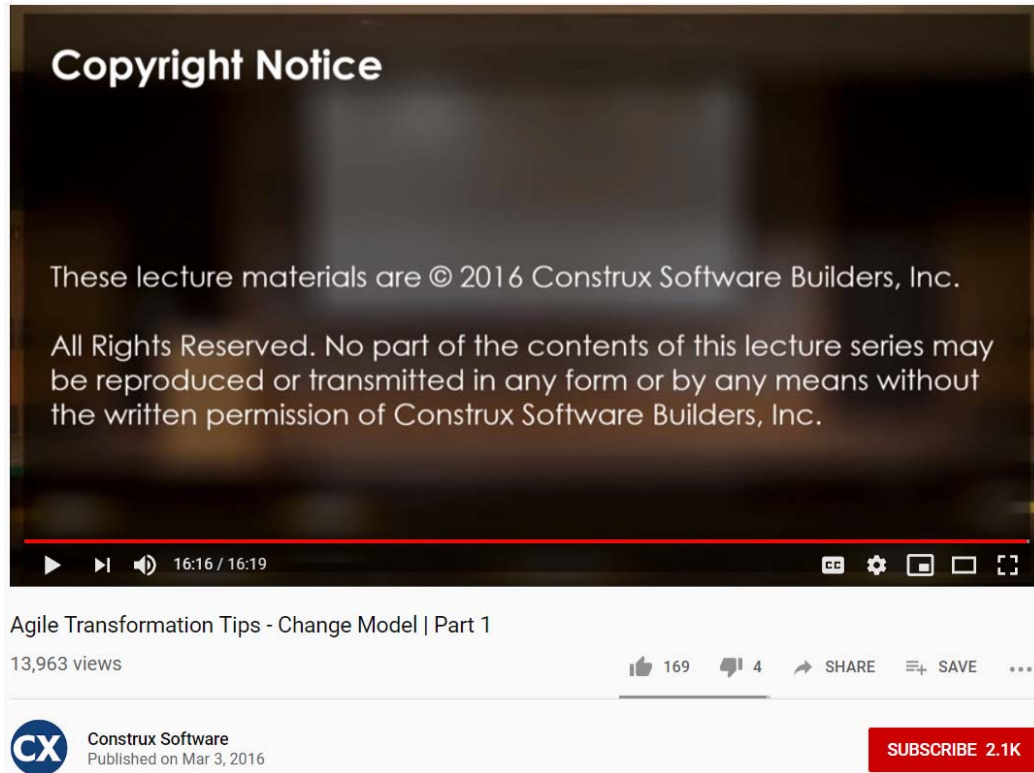 Copyright Notice
These lecture materials are © 2016 Construx Software Builders, Inc.
All Rights Reserved. No part of the contents of this lecture series may
be reproduced or transmitted in any form or by any means without
the written permission of Construx Software Builders, Inc.
16:16 / 16:19
CC
Agile Transformation Tips - Change Model | Part 1
13,963 views
169
4
SHARE
SAVE
CX
Construx Software
Published on Mar 3, 2016
SUBSCRIBE 2.1K